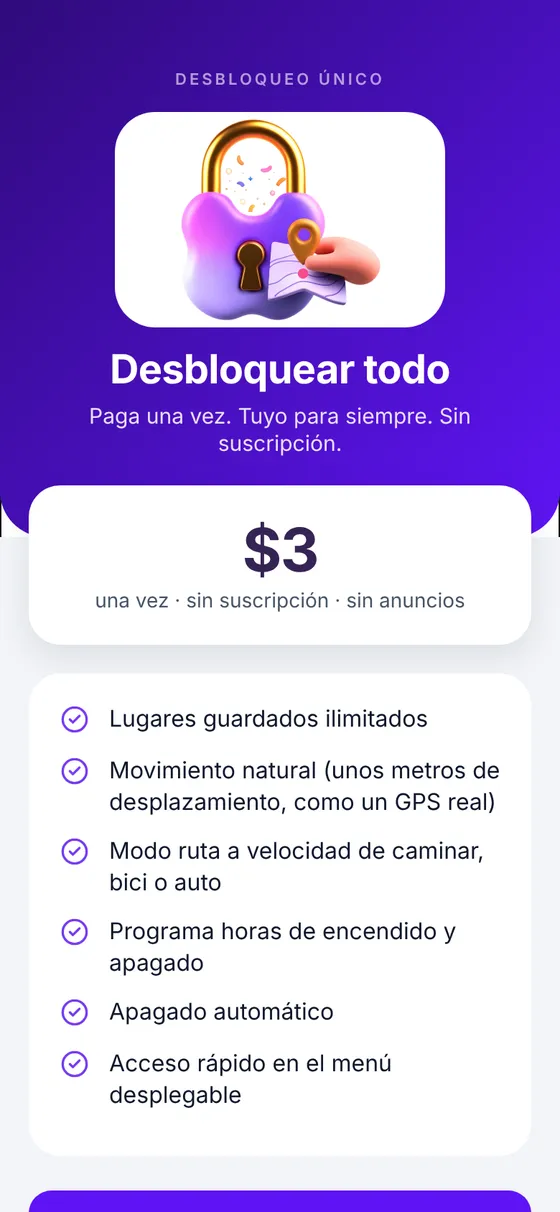 DESBLOQUEO ÚNICO
Desbloquear todo
Paga una vez. Tuyo para siempre. Sin
suscripción.
$3
una vez · sin suscripción · sin anuncios
Lugares guardados ilimitados
Movimiento natural (unos metros de
desplazamiento, como un GPS real)
Modo ruta a velocidad de caminar,
bici o auto
Programa horas de encendido y
apagado
Apagado automático
Acceso rápido en el menú
desplegable